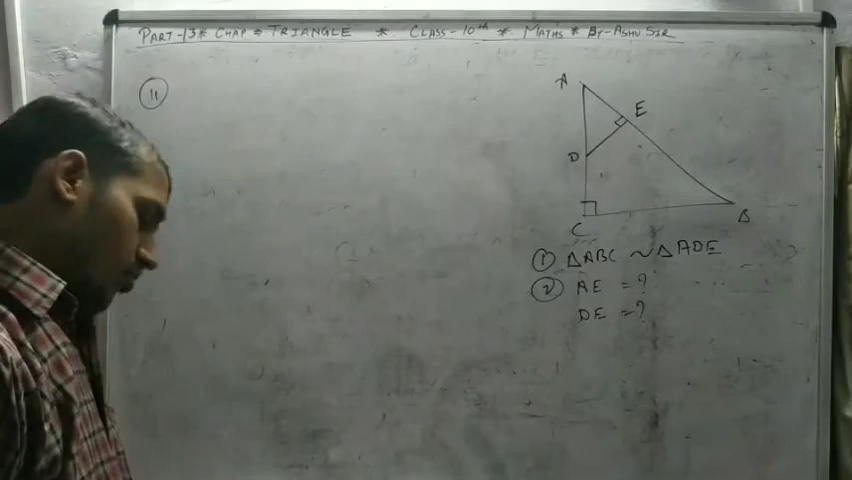 PART-13* CHAP = TRIANGLE * CLASS-10th * MATHS * BY-ASHU SIR
11
A
E
D
C
B
① △ABC ~ △ADE
② AE = ?
DE = ?